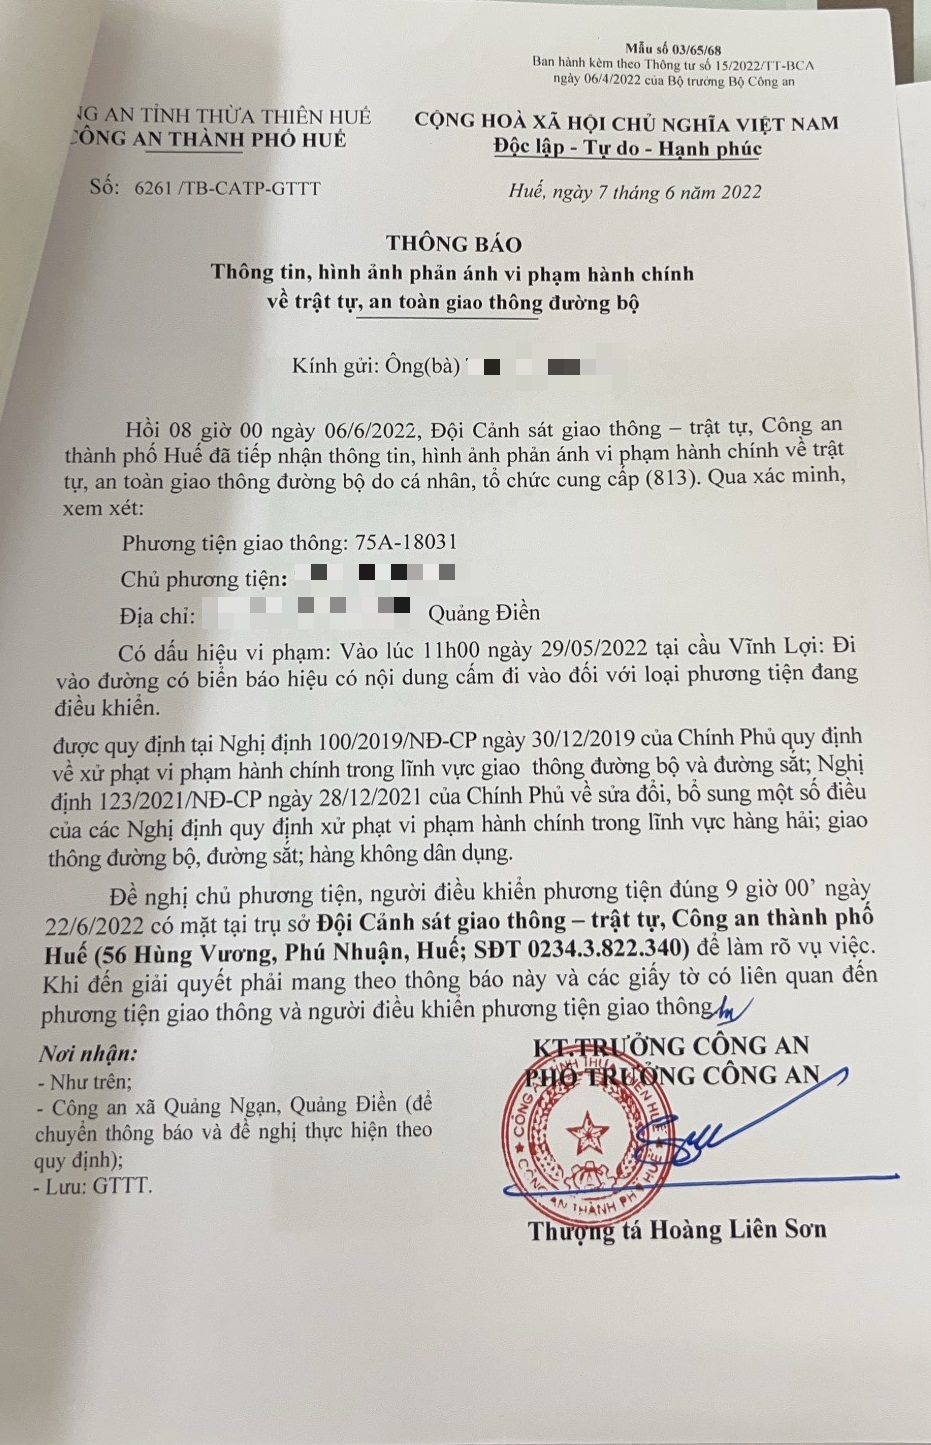 Mẫu số 03/65/68
Ban hành kèm theo Thông tư số 15/2022/TT-BCA
ngày 06/4/2022 của Bộ trưởng Bộ Công an
NG AN TỈNH THỪA THIÊN HUẾ
CÔNG AN THÀNH PHỐ HUẾ
CỘNG HOÀ XÃ HỘI CHỦ NGHĨA VIỆT NAM
Độc lập - Tự do - Hạnh phúc
Số: 6261 /TB-CATP-GTTT
Huế, ngày 7 tháng 6 năm 2022
THÔNG BÁO
Thông tin, hình ảnh phản ánh vi phạm hành chính
về trật tự, an toàn giao thông đường bộ
Kính gửi: Ông(bà)
Hồi 08 giờ 00 ngày 06/6/2022, Đội Cảnh sát giao thông – trật tự, Công an
thành phố Huế đã tiếp nhận thông tin, hình ảnh phản ánh vi phạm hành chính về trật
tự, an toàn giao thông đường bộ do cá nhân, tổ chức cung cấp (813). Qua xác minh,
xem xét:
Phương tiện giao thông: 75A-18031
Chủ phương tiện:
Địa chỉ: Quảng Điền
Có dấu hiệu vi phạm: Vào lúc 11h00 ngày 29/05/2022 tại cầu Vĩnh Lợi: Đi
vào đường có biển báo hiệu có nội dung cấm đi vào đối với loại phương tiện đang
điều khiển.
được quy định tại Nghị định 100/2019/NĐ-CP ngày 30/12/2019 của Chính Phủ quy định
về xử phạt vi phạm hành chính trong lĩnh vực giao thông đường bộ và đường sắt; Nghị
định 123/2021/NĐ-CP ngày 28/12/2021 của Chính Phủ về sửa đổi, bổ sung một số điều
của các Nghị định quy định xử phạt vi phạm hành chính trong lĩnh vực hàng hải; giao
thông đường bộ, đường sắt; hàng không dân dụng.
Đề nghị chủ phương tiện, người điều khiển phương tiện đúng 9 giờ 00’ ngày
22/6/2022 có mặt tại trụ sở Đội Cảnh sát giao thông – trật tự, Công an thành phố
Huế (56 Hùng Vương, Phú Nhuận, Huế; SĐT 0234.3.822.340) để làm rõ vụ việc.
Khi đến giải quyết phải mang theo thông báo này và các giấy tờ có liên quan đến
phương tiện giao thông và người điều khiển phương tiện giao thông
Nơi nhận:
- Như trên;
- Công an xã Quảng Ngạn, Quảng Điền (để
chuyển thông báo và đề nghị thực hiện theo
quy định);
- Lưu: GTTT.
KT.TRƯỞNG CÔNG AN
PHÓ TRƯỞNG CÔNG AN
CÔNG AN TỈNH THỪA THIÊN HUẾ
CÔNG AN THÀNH PHỐ HUẾ
Thượng tá Hoàng Liên Sơn